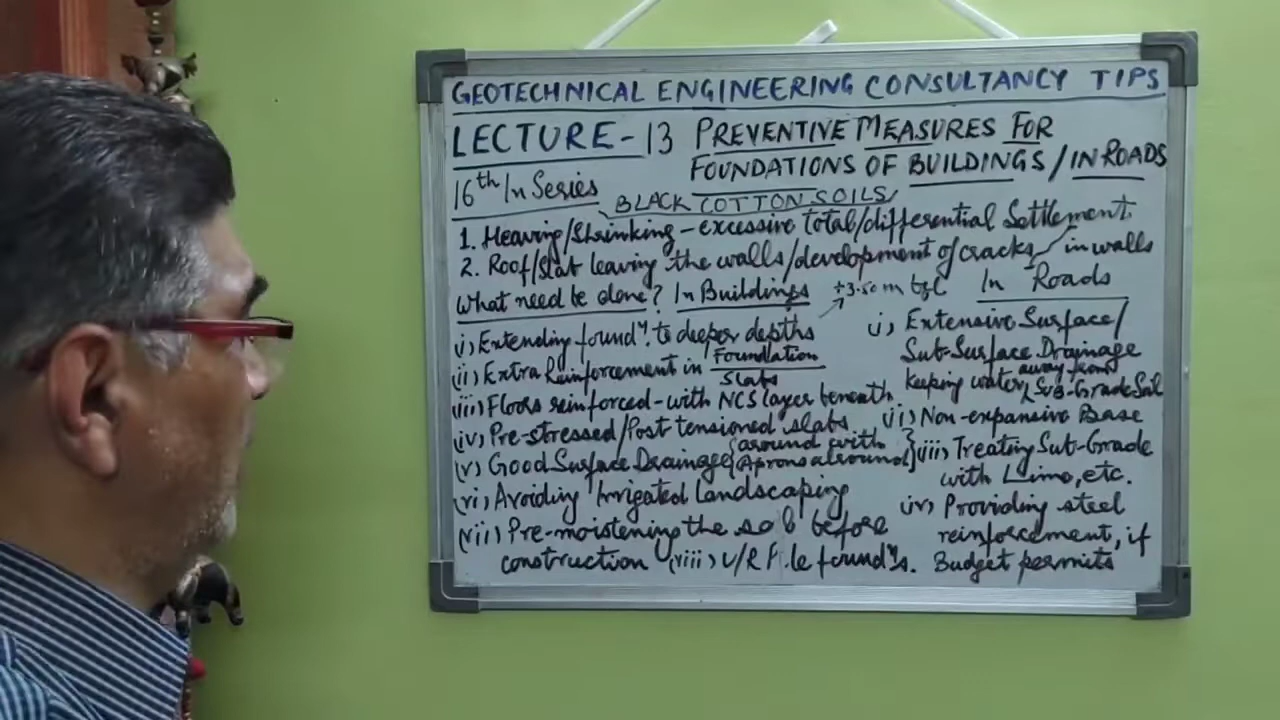 GEOTECHNICAL ENGINEERING CONSULTANCY TIPS
LECTURE-13 PREVENTIVE MEASURES FOR
FOUNDATIONS OF BUILDINGS/IN ROADS
16th In Series
BLACK COTTON SOILS
1. Heaving/Shrinking - excessive total/differential Settlement
2. Roof/slab leaving the walls/development of cracks in walls
What need be done? In Buildings
±3.50m bgl
(i) Extending foundn. to deeper depths
(ii) Extra Reinforcement in Foundation
Slabs
(iii) Floors reinforced-with NCS layer beneath
(iv) Pre-stressed/Post tensioned slabs
(v) Good Surface Drainage {around with
Aprons around}
(vi) Avoiding Irrigated landscaping
(vii) Pre-moistening the before
construction (viii) U/R foundns.
In Roads
i) Extensive Surface/
Sub-Surface Drainage
away from
keeping water Sub-Grade Soil
ii) Non-expansive Base
iii) Treating Sub-Grade
with Lime, etc.
iv) Providing steel
reinforcement, if
Budget permits